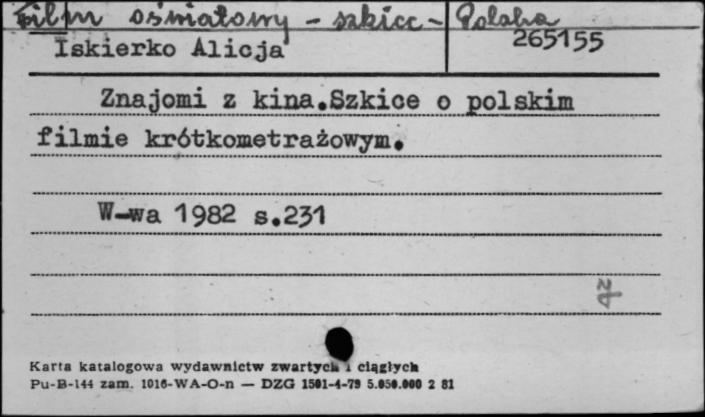 Film oświatowy - szkice - Polska
Iskierko Alicja 265155
Znajomi z kina.Szkice o polskim
filmie krótkometrażowym.
W-wa 1982 s.231
Karta katalogowa wydawnictw zwartych i ciągłych
Pu-B-144 zam. 1016-WA-O-n — DZG 1501-4-79 5.050.000 2 81